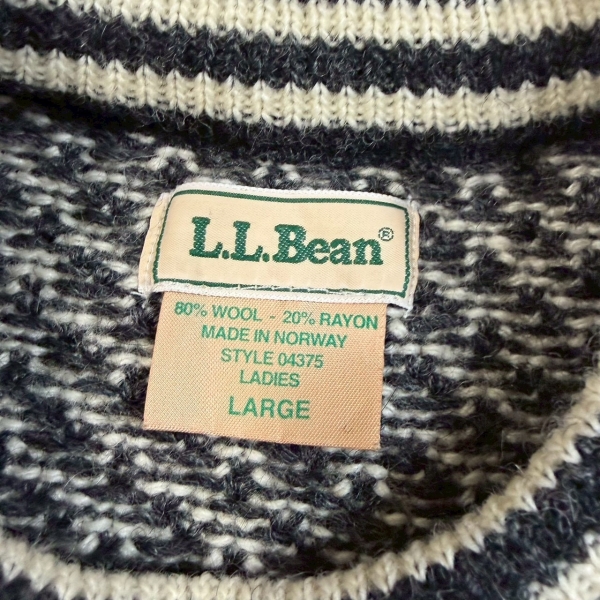 L.L.Bean®
80% WOOL - 20% RAYON
MADE IN NORWAY
STYLE 04375
LADIES
LARGE